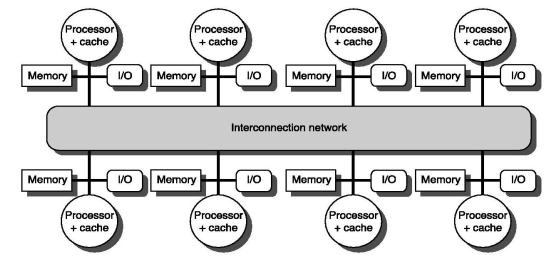 Processor
+ cache
Processor
+ cache
Processor
+ cache
Processor
+ cache
Memory
I/O
Memory
I/O
Memory
I/O
Memory
I/O
Interconnection network
Memory
I/O
Memory
I/O
Memory
I/O
Memory
I/O
Processor
+ cache
Processor
+ cache
Processor
+ cache
Processor
+ cache